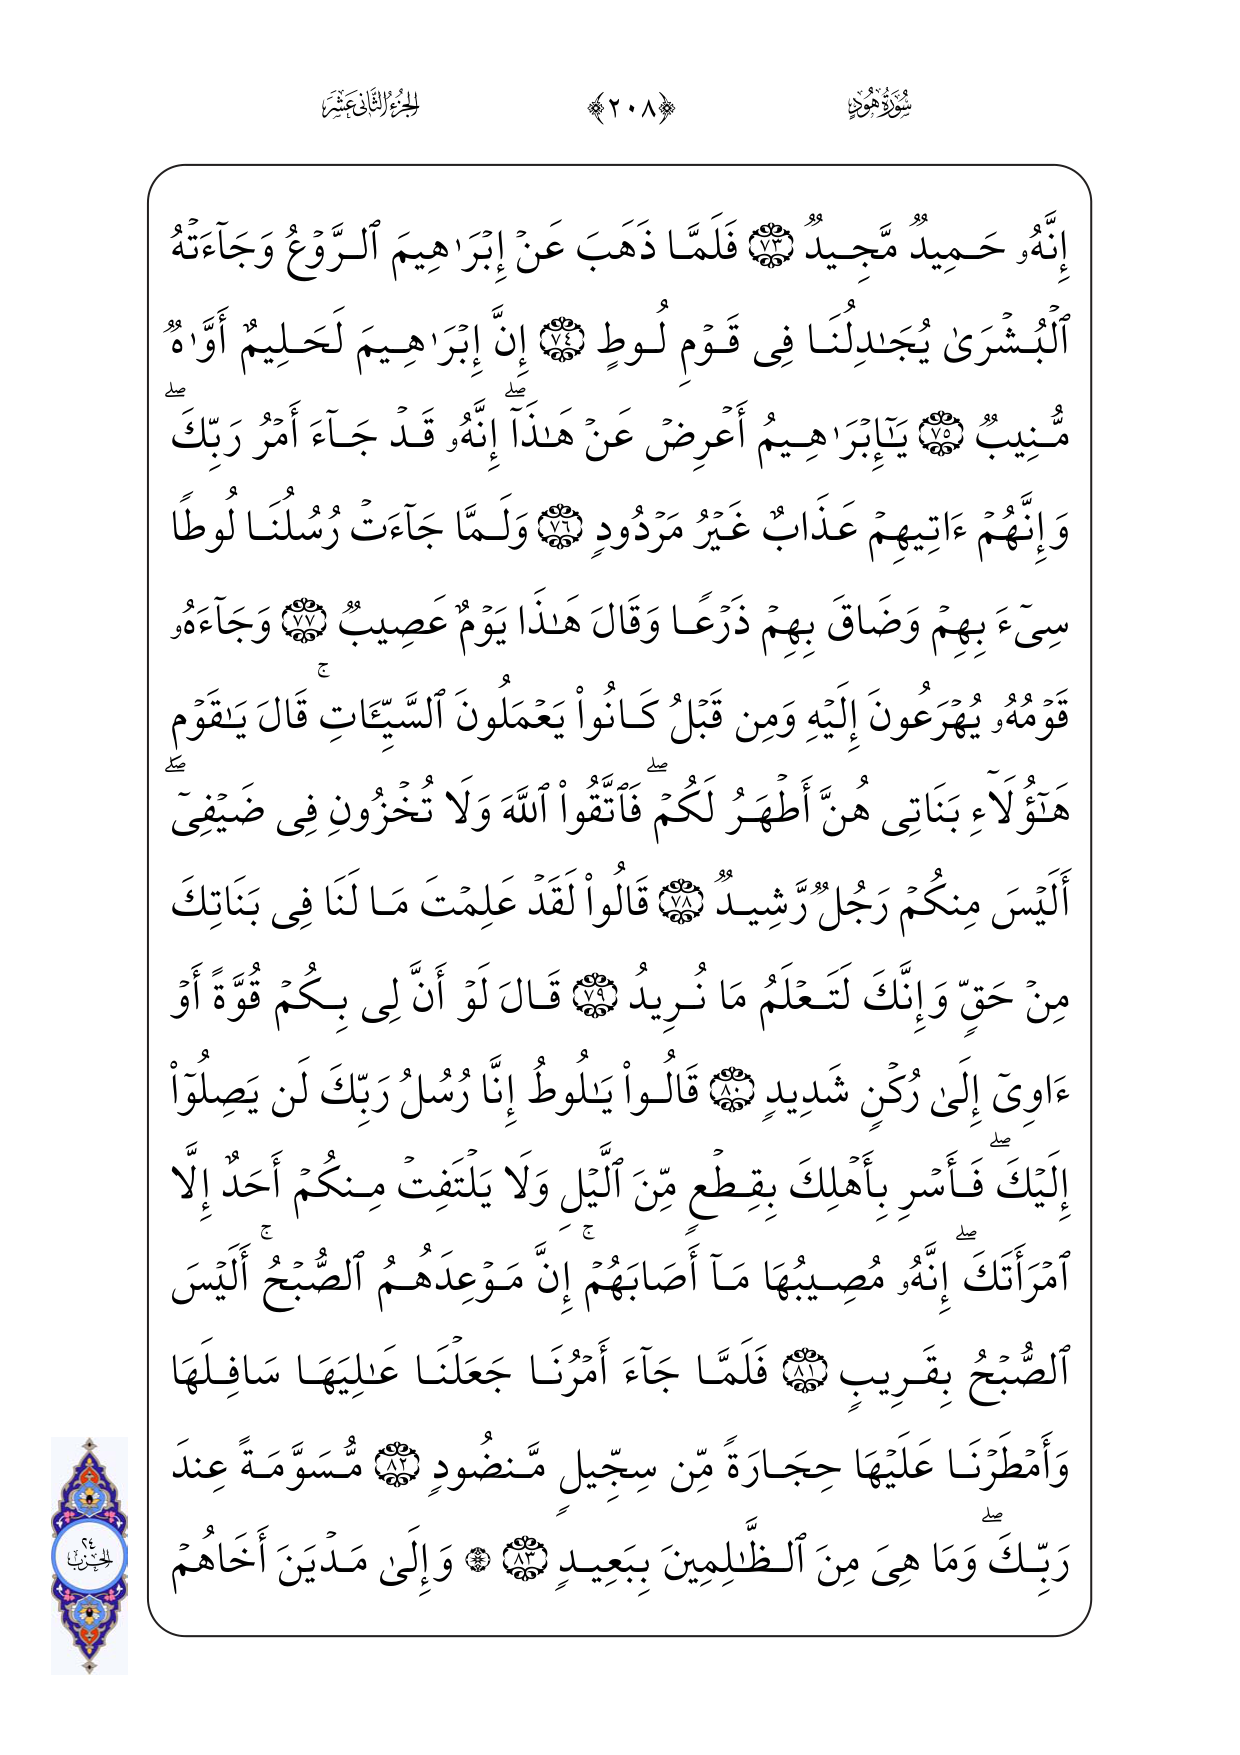 سُورَةُ هُودٍ ﴿٢٠٨﴾ الجُزْءُ الثَّانِي عَشَرَ
إِنَّهُۥ حَمِيدٌ مَّجِيدٌ ٧٣ فَلَمَّا ذَهَبَ عَنْ إِبْرَٰهِيمَ ٱلرَّوْعُ وَجَآءَتْهُ
ٱلْبُشْرَىٰ يُجَٰدِلُنَا فِى قَوْمِ لُوطٍ ٧٤ إِنَّ إِبْرَٰهِيمَ لَحَلِيمٌ أَوَّٰهٌ
مُّنِيبٌ ٧٥ يَٰٓإِبْرَٰهِيمُ أَعْرِضْ عَنْ هَٰذَآ ۖ إِنَّهُۥ قَدْ جَآءَ أَمْرُ رَبِّكَ ۖ
وَإِنَّهُمْ ءَاتِيهِمْ عَذَابٌ غَيْرُ مَرْدُودٍ ٧٦ وَلَمَّا جَآءَتْ رُسُلُنَا لُوطًا
سِىٓءَ بِهِمْ وَضَاقَ بِهِمْ ذَرْعًا وَقَالَ هَٰذَا يَوْمٌ عَصِيبٌ ٧٧ وَجَآءَهُۥ
قَوْمُهُۥ يُهْرَعُونَ إِلَيْهِ وَمِن قَبْلُ كَانُوا۟ يَعْمَلُونَ ٱلسَّيِّـَٔاتِ ۚ قَالَ يَٰقَوْمِ
هَٰٓؤُلَآءِ بَنَاتِى هُنَّ أَطْهَرُ لَكُمْ ۖ فَٱتَّقُوا۟ ٱللَّهَ وَلَا تُخْزُونِ فِى ضَيْفِىٓ ۖ
أَلَيْسَ مِنكُمْ رَجُلٌ رَّشِيدٌ ٧٨ قَالُوا۟ لَقَدْ عَلِمْتَ مَا لَنَا فِى بَنَاتِكَ
مِنْ حَقٍّ وَإِنَّكَ لَتَعْلَمُ مَا نُرِيدُ ٧٩ قَالَ لَوْ أَنَّ لِى بِكُمْ قُوَّةً أَوْ
ءَاوِىٓ إِلَىٰ رُكْنٍ شَدِيدٍ ٨٠ قَالُوا۟ يَٰلُوطُ إِنَّا رُسُلُ رَبِّكَ لَن يَصِلُوٓا۟
إِلَيْكَ ۖ فَأَسْرِ بِأَهْلِكَ بِقِطْعٍ مِّنَ ٱلَّيْلِ وَلَا يَلْتَفِتْ مِنكُمْ أَحَدٌ إِلَّا
ٱمْرَأَتَكَ ۖ إِنَّهُۥ مُصِيبُهَا مَآ أَصَابَهُمْ ۚ إِنَّ مَوْعِدَهُمُ ٱلصُّبْحُ ۚ أَلَيْسَ
ٱلصُّبْحُ بِقَرِيبٍ ٨١ فَلَمَّا جَآءَ أَمْرُنَا جَعَلْنَا عَٰلِيَهَا سَافِلَهَا
وَأَمْطَرْنَا عَلَيْهَا حِجَارَةً مِّن سِجِّيلٍ مَّنضُودٍ ٨٢ مُّسَوَّمَةً عِندَ
رَبِّكَ ۖ وَمَا هِىَ مِنَ ٱلظَّٰلِمِينَ بِبَعِيدٍ ٨٣ ۞ وَإِلَىٰ مَدْيَنَ أَخَاهُمْ
٢٤
الحزب